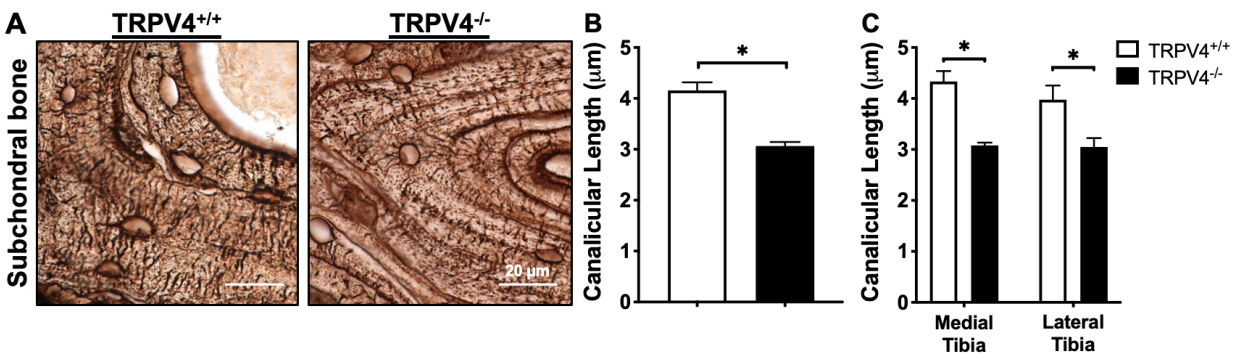 A
TRPV4+/+
TRPV4-/-
Subchondral bone
20 μm
B
Canalicular Length (μm)
5
4
3
2
1
0
*
C
Canalicular Length (μm)
5
4
3
2
1
0
*
*
Medial
Tibia
Lateral
Tibia
TRPV4+/+
TRPV4-/-